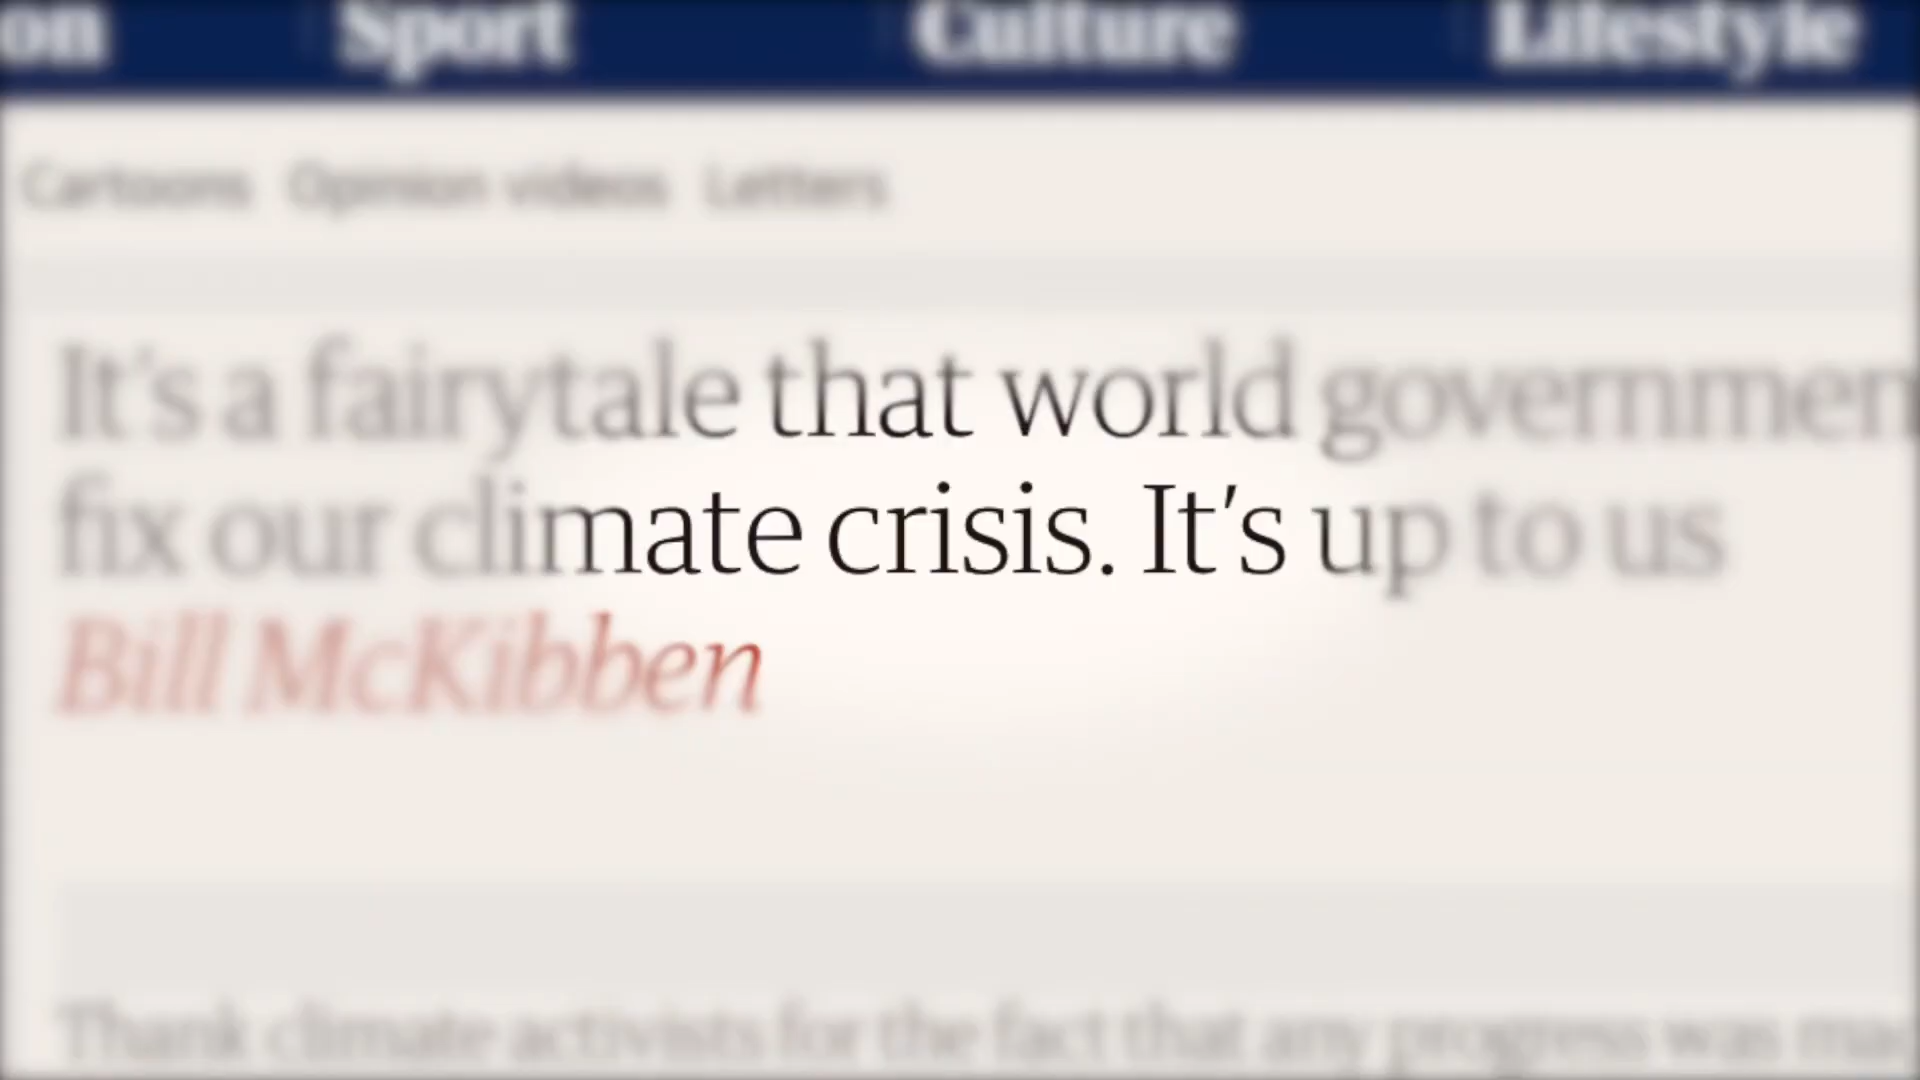 on Sport Culture Lifestyle
Cartoons Opinion videos Letters
It's a fairytale that world governmen
fix our climate crisis. It's up to us
Bill McKibben
Thank climate activists for the fact that any progress was mad